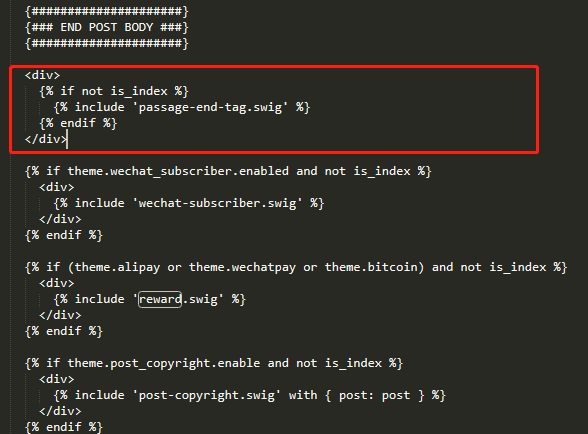 {#####################}
{### END POST BODY ###}
{#####################}
<div>
{% if not is_index %}
{% include 'passage-end-tag.swig' %}
{% endif %}
</div>
{% if theme.wechat_subscriber.enabled and not is_index %}
<div>
{% include 'wechat-subscriber.swig' %}
</div>
{% endif %}
{% if (theme.alipay or theme.wechatpay or theme.bitcoin) and not is_index %}
<div>
{% include 'reward.swig' %}
</div>
{% endif %}
{% if theme.post_copyright.enable and not is_index %}
<div>
{% include 'post-copyright.swig' with { post: post } %}
</div>
{% endif %}